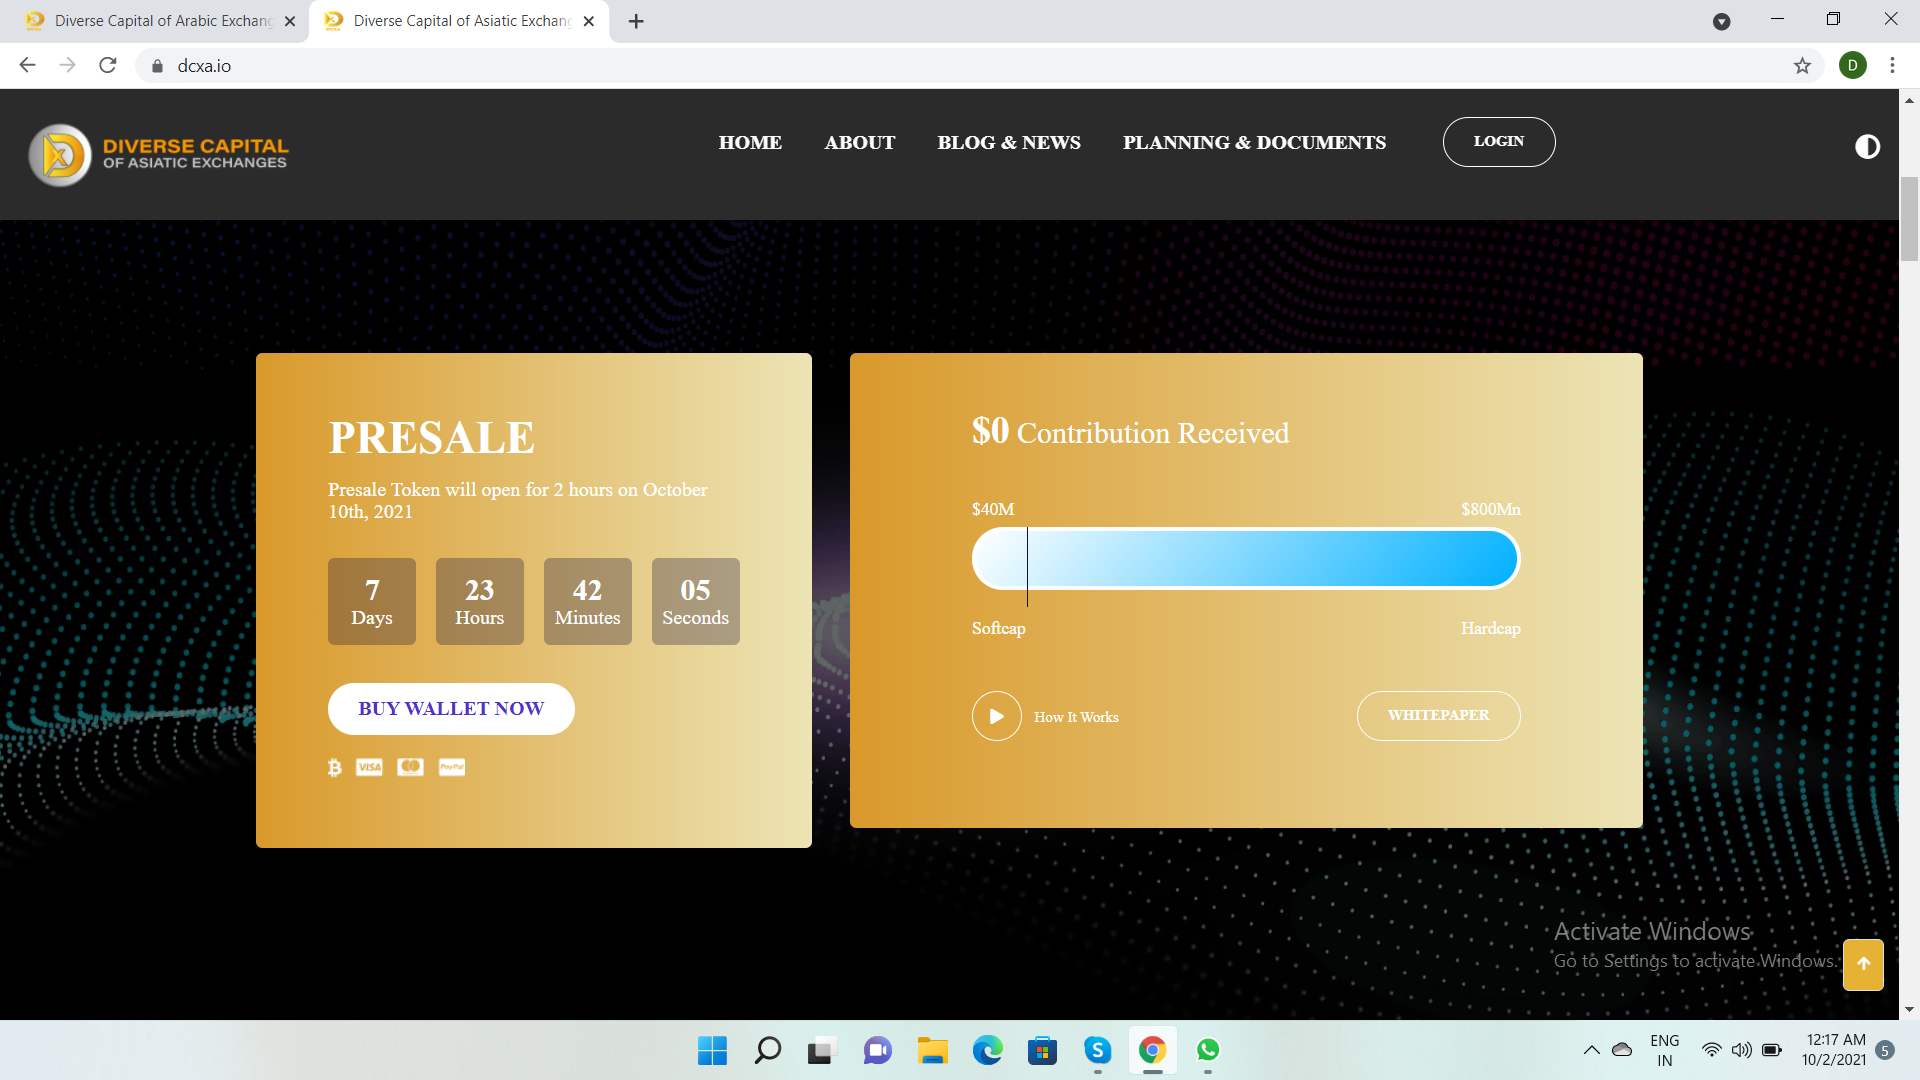 Diverse Capital of Arabic Exchang
Diverse Capital of Asiatic Exchang
dcxa.io
D
DIVERSE CAPITAL
OF ASIATIC EXCHANGES
HOME
ABOUT
BLOG & NEWS
PLANNING & DOCUMENTS
LOGIN
PRESALE
Presale Token will open for 2 hours on October
10th, 2021
7
Days
23
Hours
42
Minutes
05
Seconds
BUY WALLET NOW
VISA
PayPal
$0 Contribution Received
$40M
$800Mn
Softcap
Hardcap
How It Works
WHITEPAPER
Activate Windows
Go to Settings to activate Windows.
ENG
IN
12:17 AM
10/2/2021
5